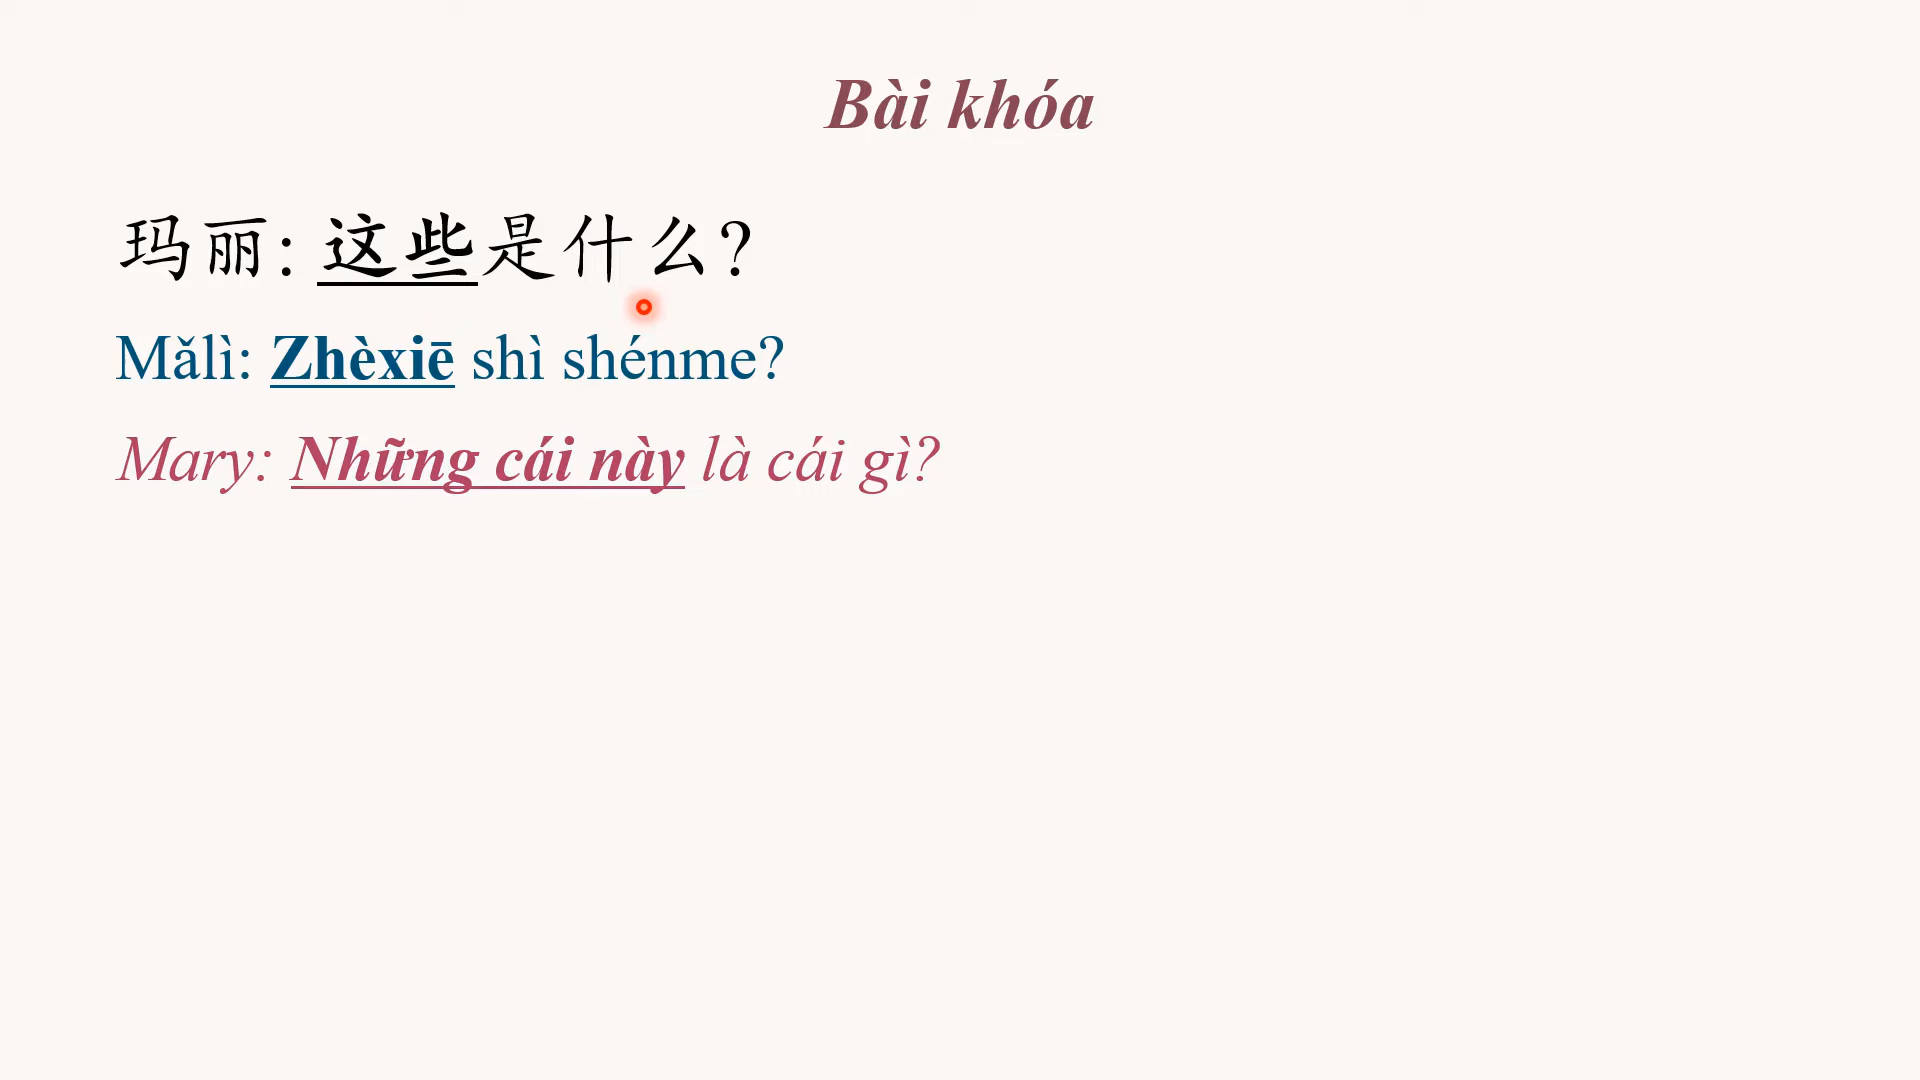 Bài khóa
玛丽: 这些是什么?
Mǎlì: Zhèxiē shì shénme?
Mary: Những cái này là cái gì?